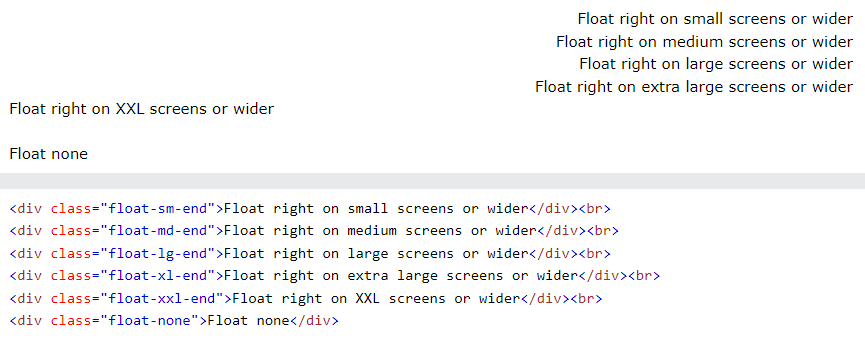 Float right on small screens or wider
Float right on medium screens or wider
Float right on large screens or wider
Float right on extra large screens or wider
Float right on XXL screens or wider
Float none
<div class="float-sm-end">Float right on small screens or wider</div><br>
<div class="float-md-end">Float right on medium screens or wider</div><br>
<div class="float-lg-end">Float right on large screens or wider</div><br>
<div class="float-xl-end">Float right on extra large screens or wider</div><br>
<div class="float-xxl-end">Float right on XXL screens or wider</div><br>
<div class="float-none">Float none</div>